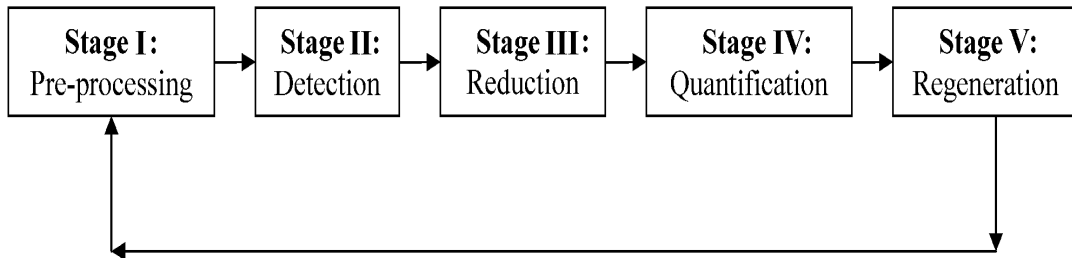 Stage I:
Pre-processing
Stage II:
Detection
Stage III:
Reduction
Stage IV:
Quantification
Stage V:
Regeneration